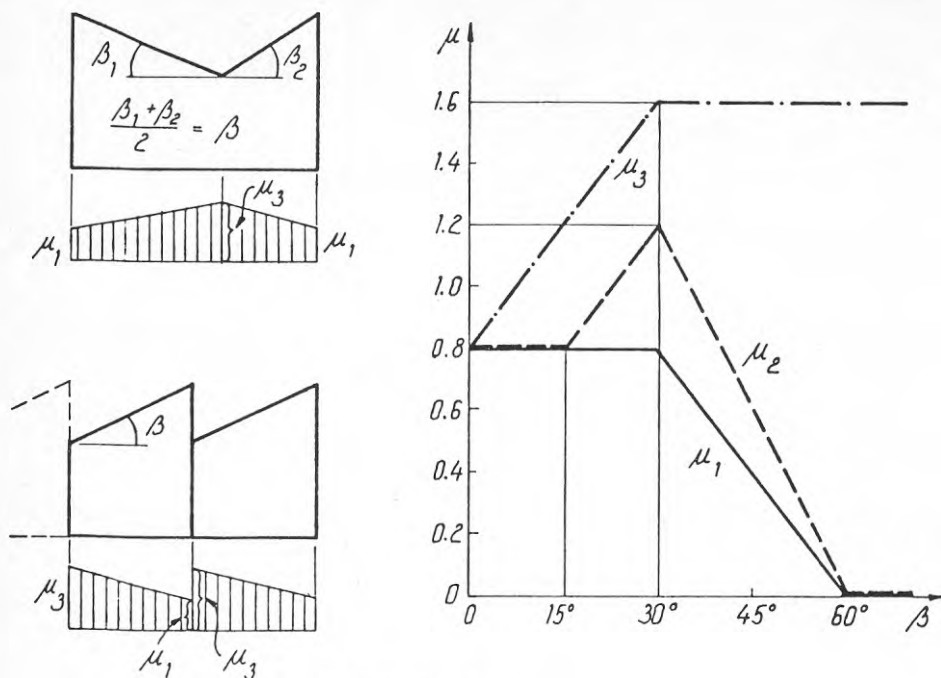 β₁
β₂
β₁ + β₂
2
= β
μ₃
μ₁
μ₁
β
μ₃
μ₁
μ₃
μ
1.6
1.4
1.2
1.0
0.8
0.6
0.4
0.2
0
μ₃
μ₂
μ₁
0
15°
30°
45°
60°
β